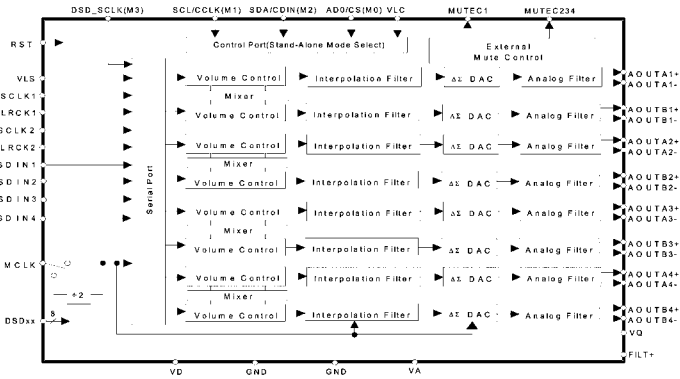 DSD_SCLK(M3) SCL/CCLK(M1) SDA/CDIN(M2) AD0/CS(M0) VLC MUTEC1 MUTEC234
RST
Control Port(Stand-Alone Mode Select)
External
Mute Control
VLS
Volume Control Interpolation Filter ΔΣ DAC Analog Filter
AOUTA1+
AOUTA1-
SCLK1
Mixer
LRCK1
Volume Control Interpolation Filter ΔΣ DAC Analog Filter
AOUTB1+
AOUTB1-
SCLK2
LRCK2
Volume Control Interpolation Filter ΔΣ DAC Analog Filter
AOUTA2+
AOUTA2-
SDIN1
Mixer
SDIN2
Volume Control Interpolation Filter ΔΣ DAC Analog Filter
AOUTB2+
AOUTB2-
Serial Port
SDIN3
SDIN4
Volume Control Interpolation Filter ΔΣ DAC Analog Filter
AOUTA3+
AOUTA3-
Mixer
Volume Control Interpolation Filter ΔΣ DAC Analog Filter
AOUTB3+
AOUTB3-
MCLK
Volume Control Interpolation Filter ΔΣ DAC Analog Filter
AOUTA4+
AOUTA4-
÷2
Mixer
DSDxx 8
Volume Control Interpolation Filter ΔΣ DAC Analog Filter
AOUTB4+
AOUTB4-
VQ
FILT+
VD GND GND VA